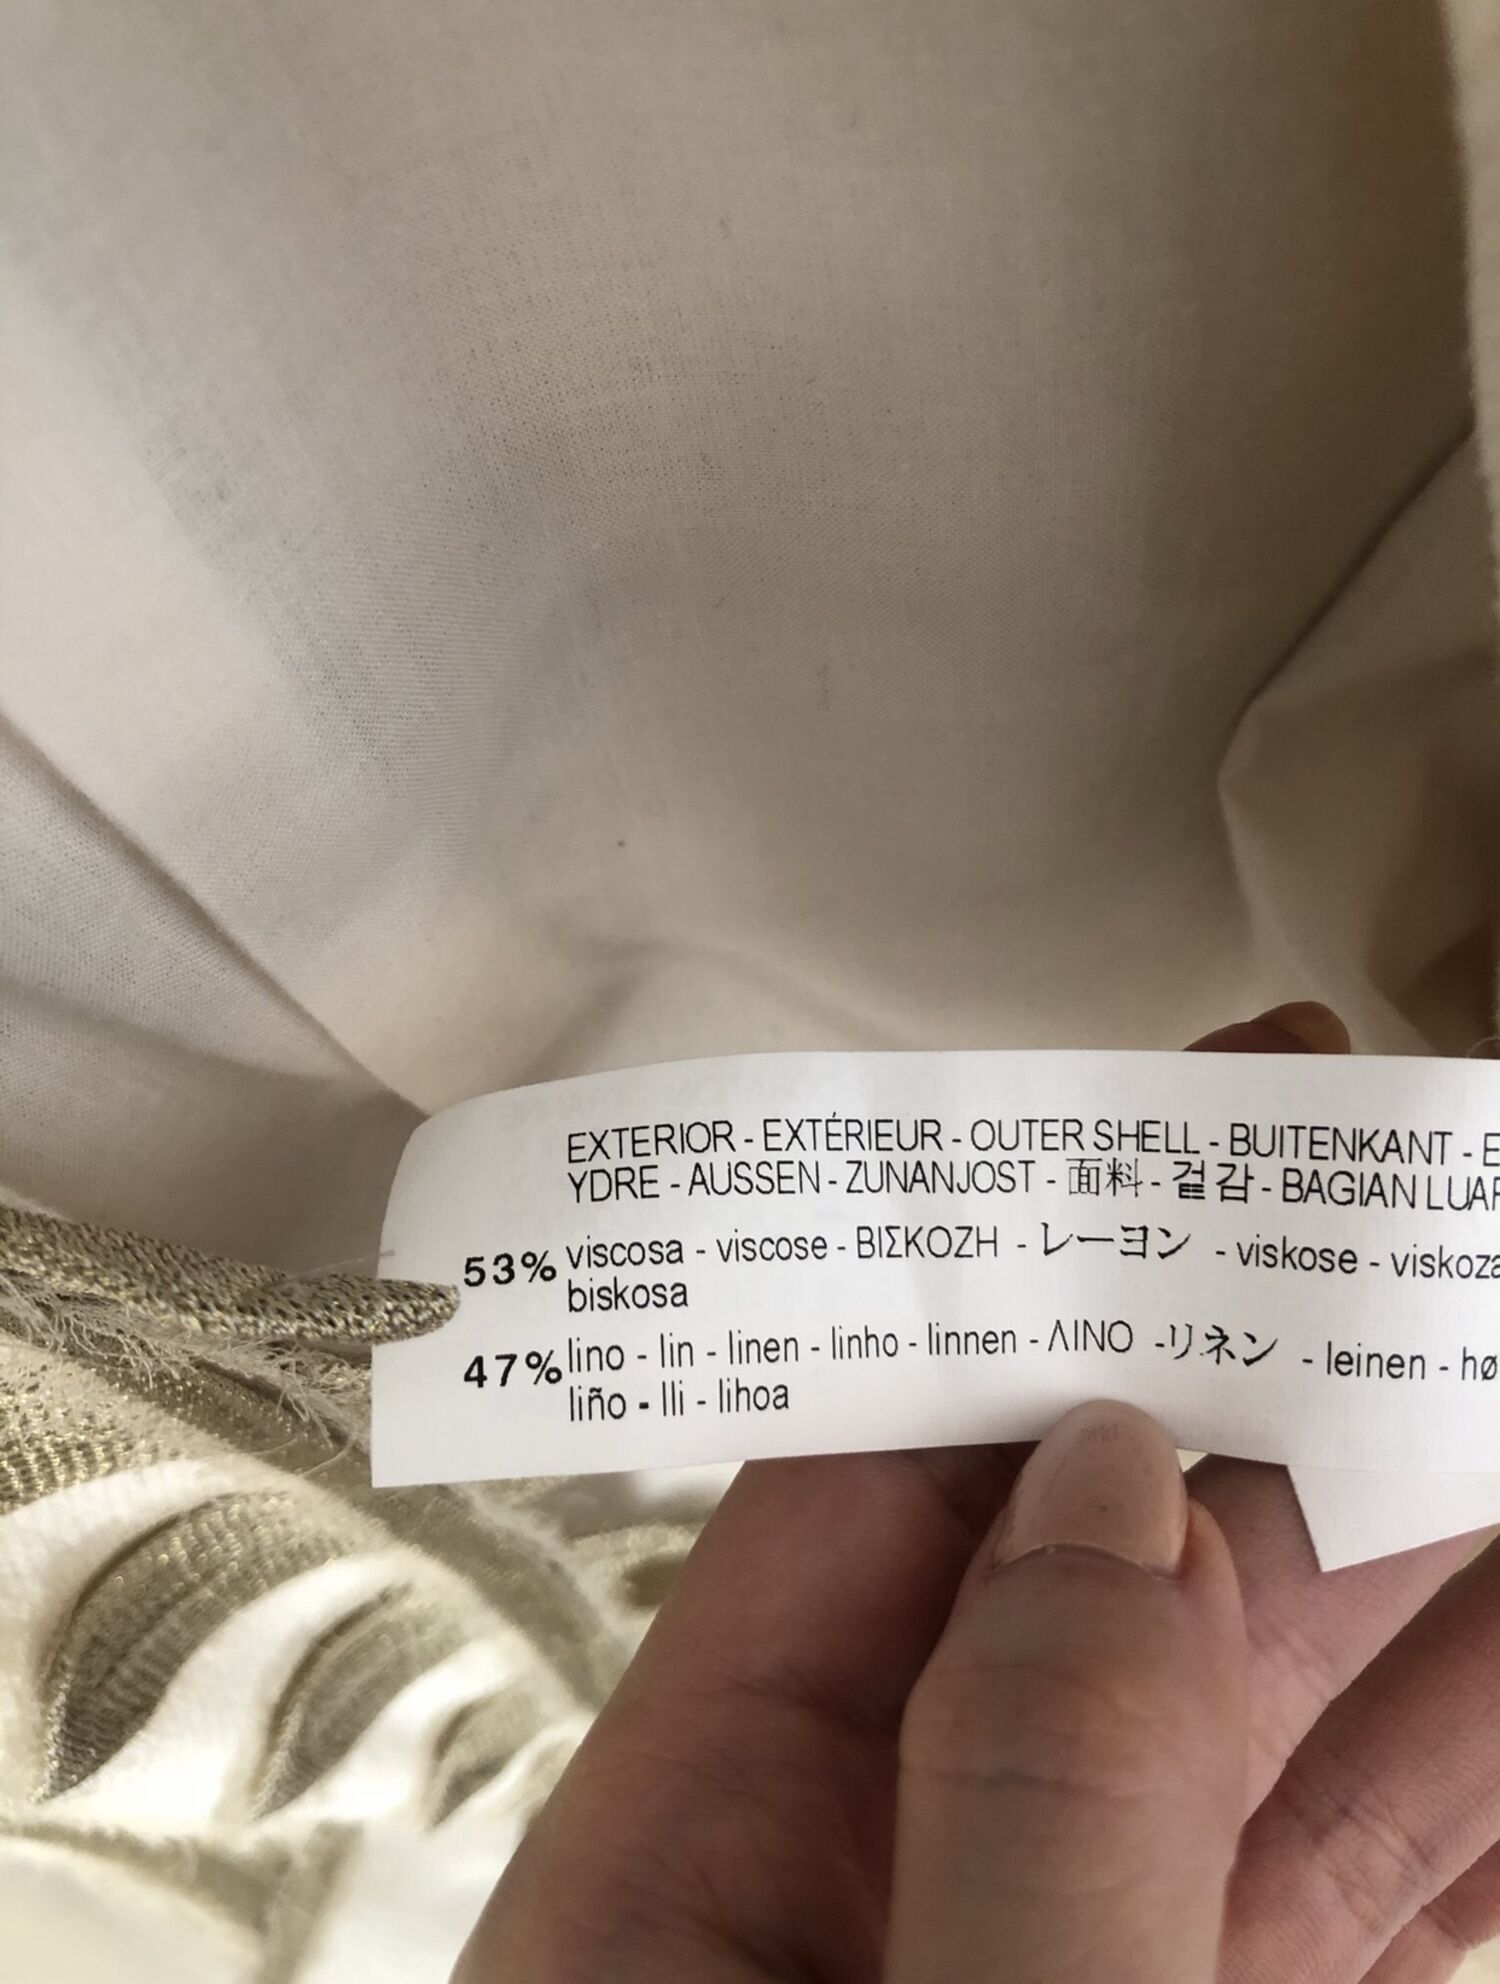 EXTERIOR - EXTÉRIEUR - OUTER SHELL - BUITENKANT - E
YDRE - AUSSEN - ZUNANJOST - 面料 - 겉감 - BAGIAN LUAR
53% viscosa - viscose - ΒΙΣΚΟΖΗ - レーヨン - viskose - viskoza
biskosa
47% lino - lin - linen - linho - linnen - ΛΙΝΟ - リネン - leinen - hø
liño - lli - lihoa